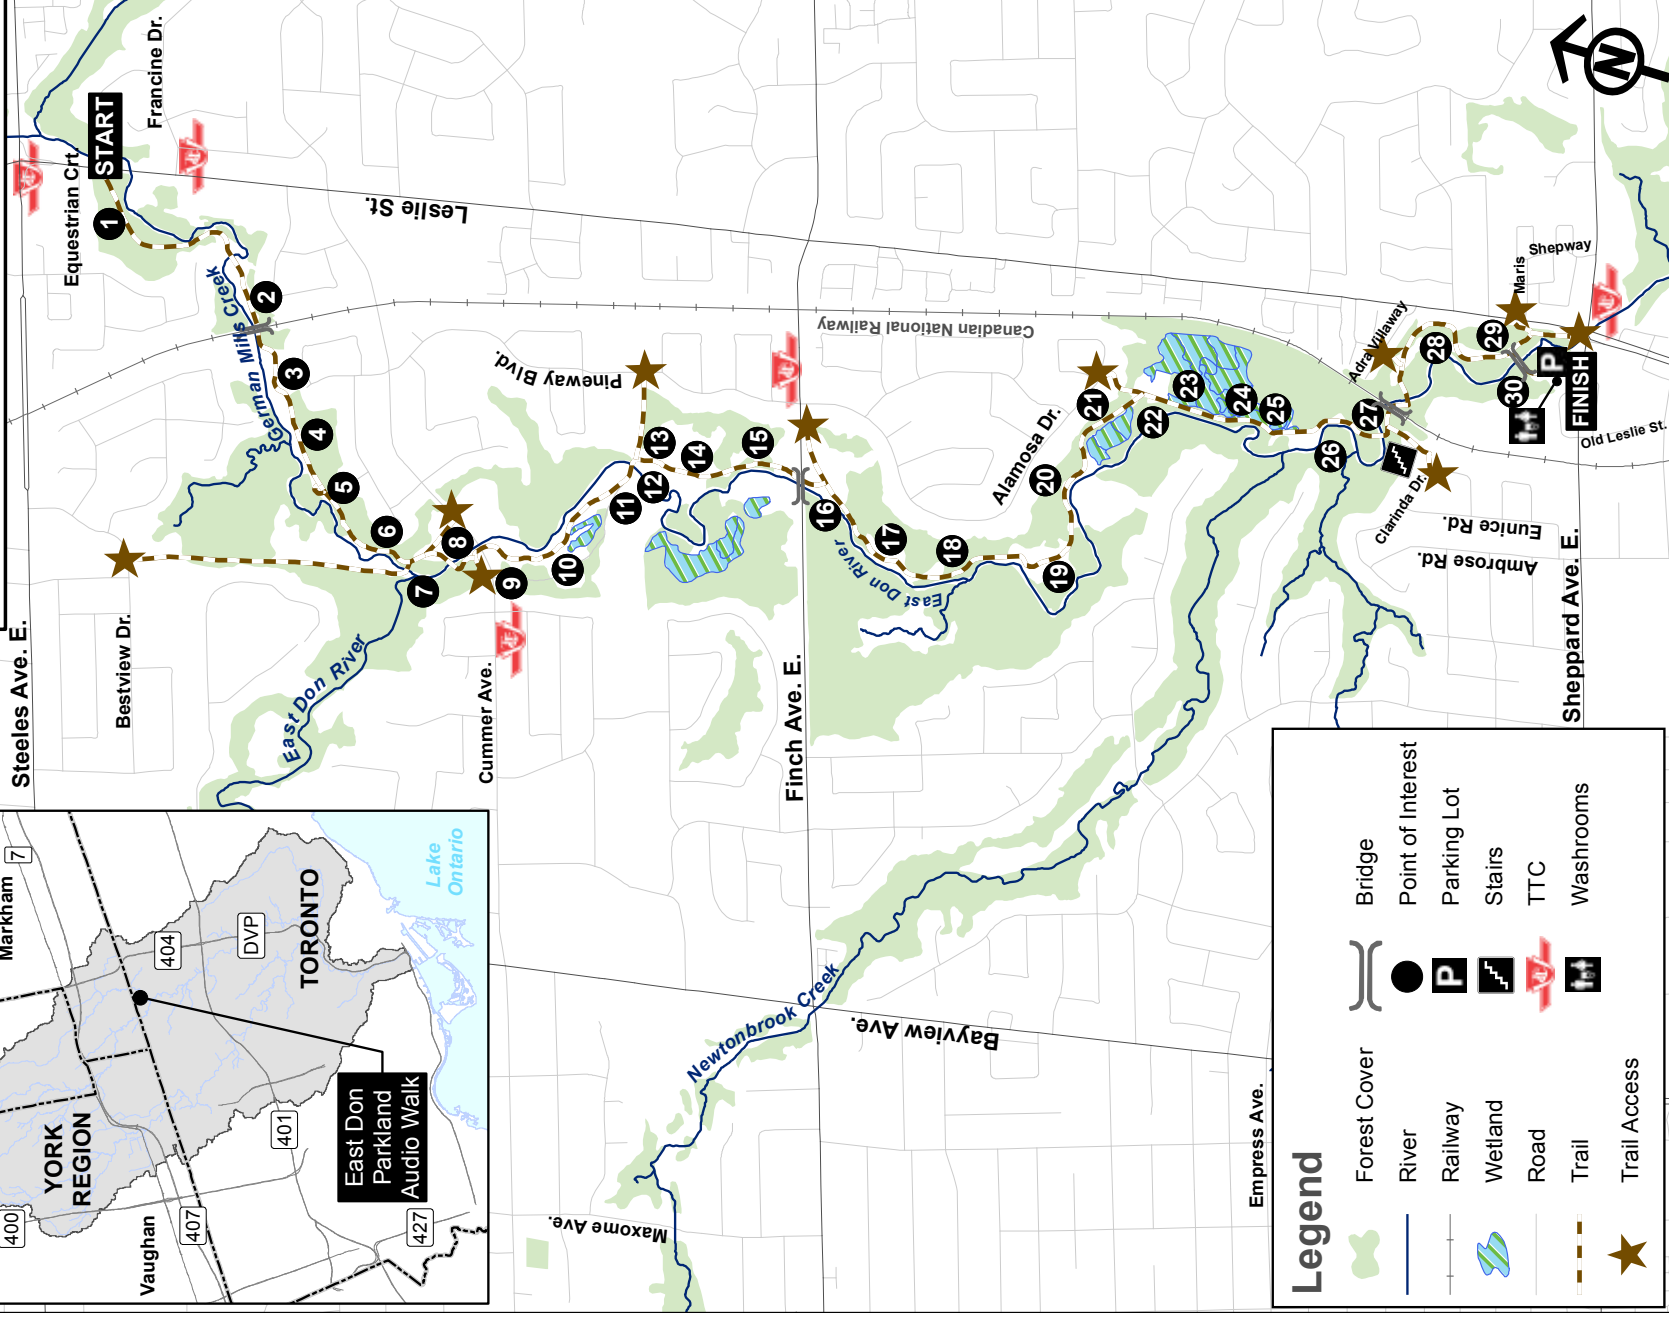 Steeles Ave. E.
Equestrian Crt.
START
Francine Dr.
Leslie St.
German Mills Creek
Bestview Dr.
East Don River
Cummer Ave.
Pineway Blvd.
Canadian National Railway
Finch Ave. E.
East Don River
Alamosa Dr.
Newtonbrook Creek
Bayview Ave.
Maxome Ave.
Empress Ave.
Adra Villaway
Maris
Shepway
Clarinda Dr.
Eunice Rd.
Ambrose Rd.
Sheppard Ave. E.
Old Leslie St.
P
FINISH
N
1
2
3
4
5
6
7
8
9
10
11
12
13
14
15
16
17
18
19
20
21
22
23
24
25
26
27
28
29
30
Markham
7
404
DVP
TORONTO
Lake
Ontario
YORK
REGION
400
407
401
427
Vaughan
East Don
Parkland
Audio Walk
Legend
Forest Cover
River
Railway
Wetland
Road
Trail
Trail Access
Bridge
Point of Interest
P
Parking Lot
Stairs
TTC
Washrooms